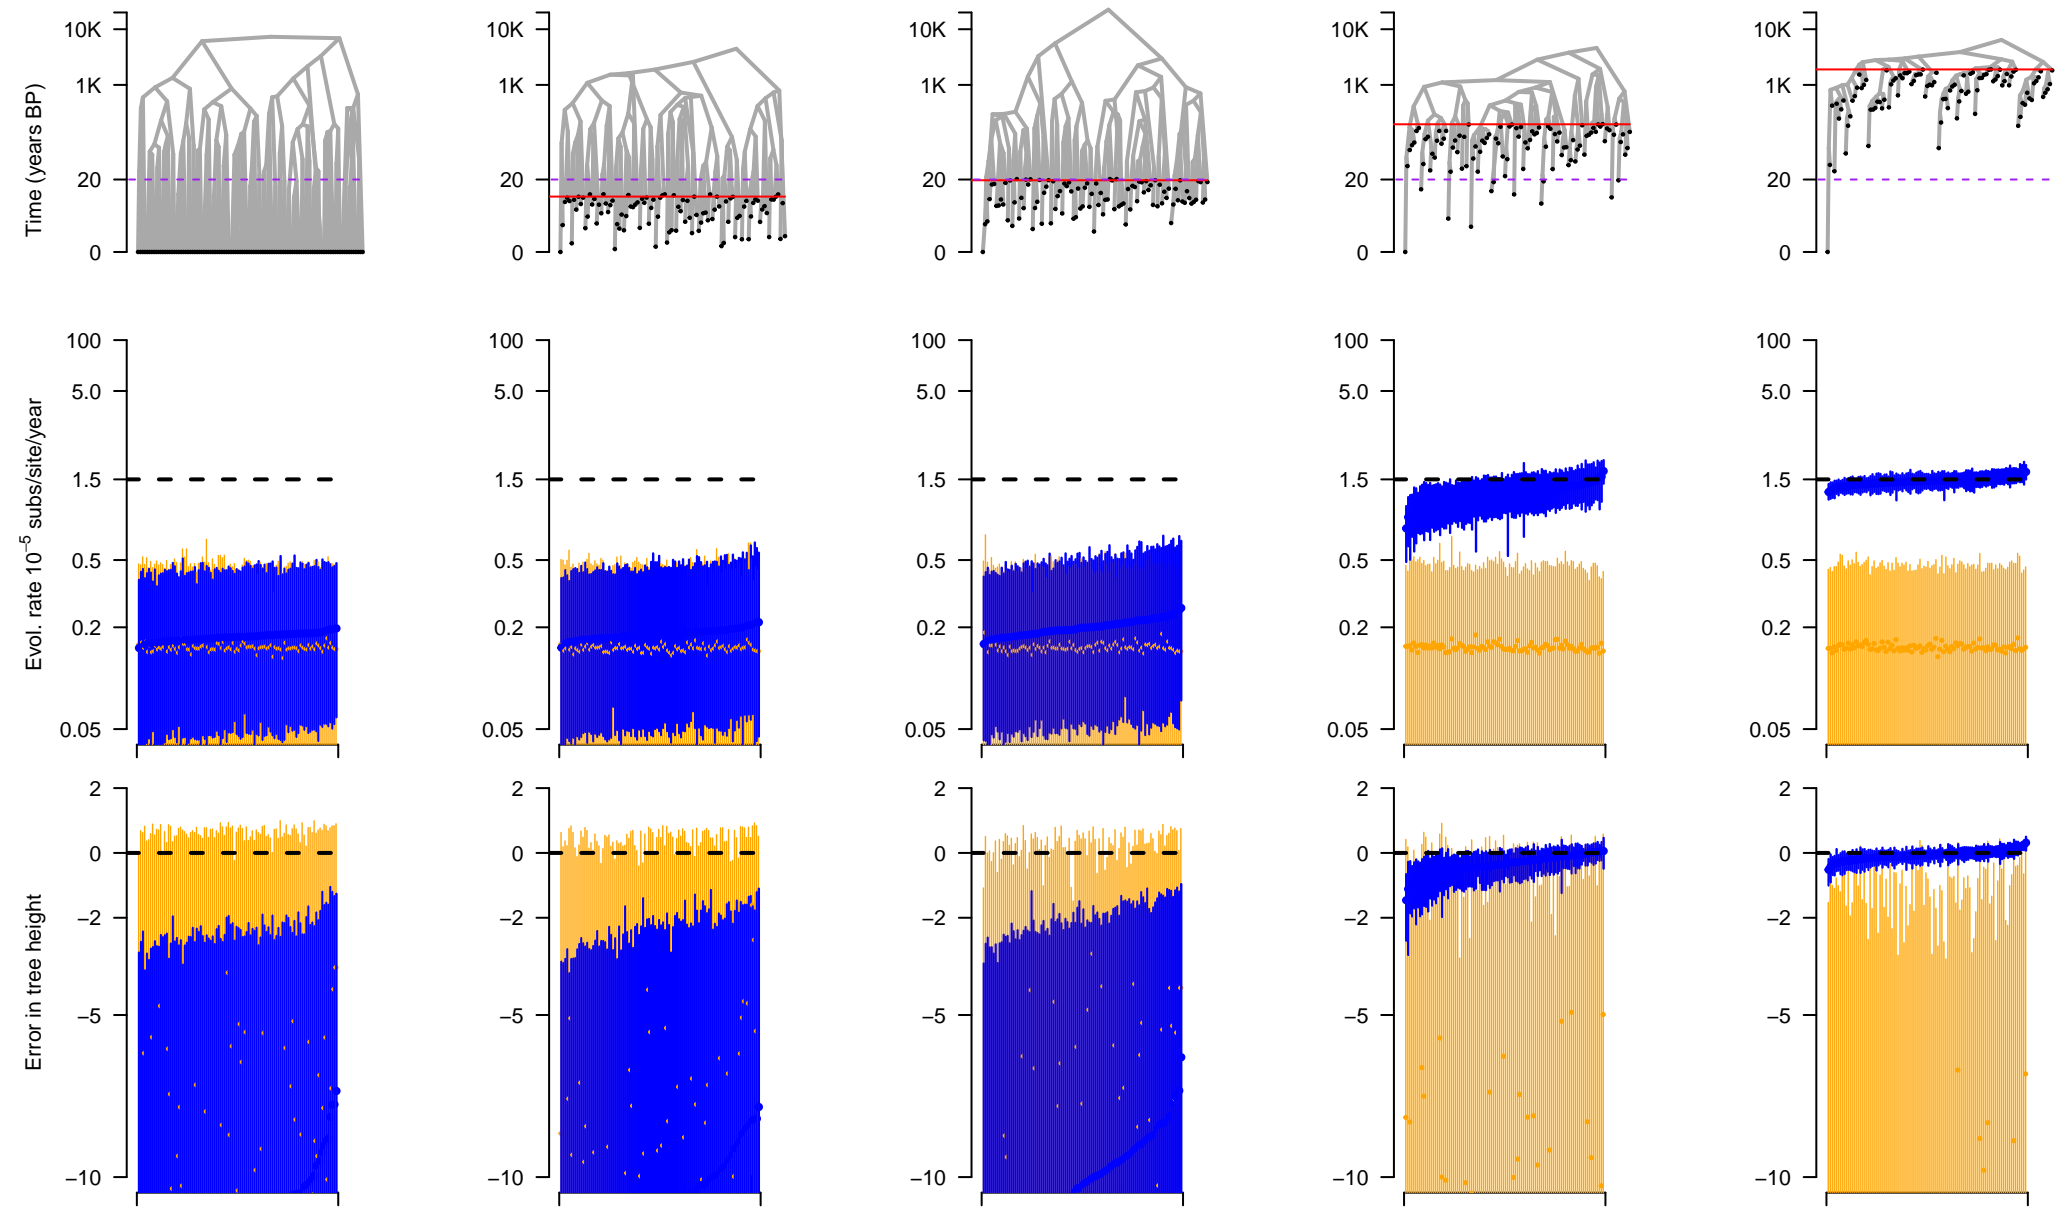 Time (years BP)
10K 10K 10K 10K 10K
1K 1K 1K 1K 1K
20 20 20 20 20
0 0 0 0 0
Evol. rate 10⁻⁵ subs/site/year
100 100 100 100 100
5.0 5.0 5.0 5.0 5.0
1.5 1.5 1.5 1.5 1.5
0.5 0.5 0.5 0.5 0.5
0.2 0.2 0.2 0.2 0.2
0.05 0.05 0.05 0.05 0.05
Error in tree height
2 2 2 2 2
0 0 0 0 0
−2 −2 −2 −2 −2
−5 −5 −5 −5 −5
−10 −10 −10 −10 −10